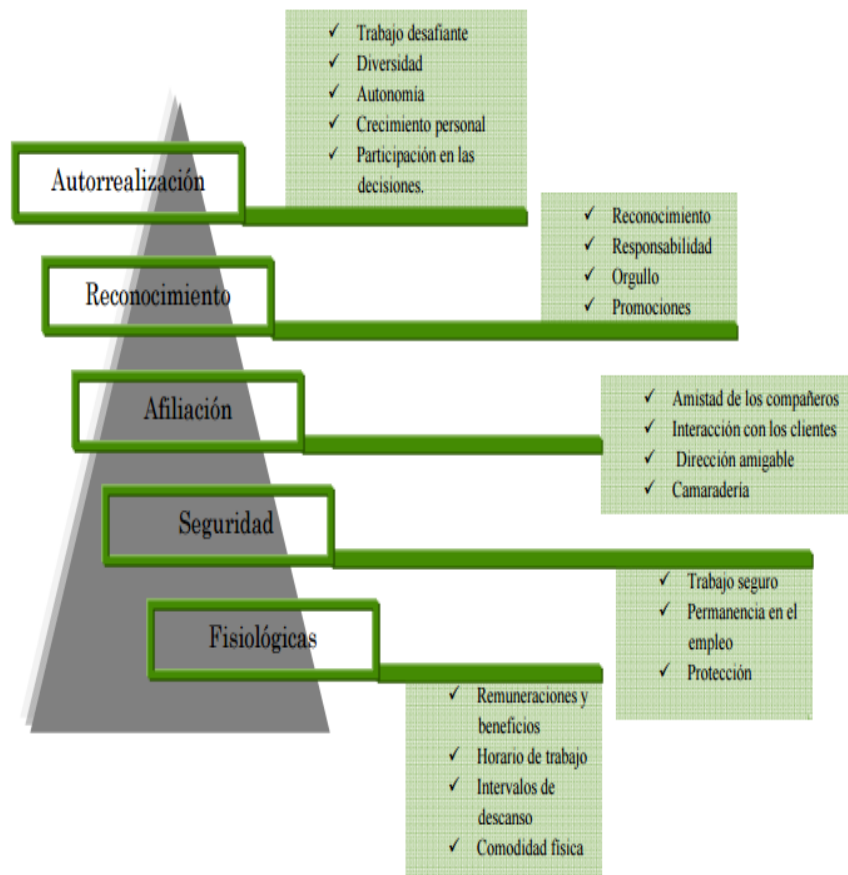 ✓ Trabajo desafiante
✓ Diversidad
✓ Autonomía
✓ Crecimiento personal
✓ Participación en las
decisiones.
Autorrealización
✓ Reconocimiento
✓ Responsabilidad
✓ Orgullo
✓ Promociones
Reconocimiento
✓ Amistad de los compañeros
✓ Interacción con los clientes
✓ Dirección amigable
✓ Camaradería
Afiliación
Seguridad
✓ Trabajo seguro
✓ Permanencia en el
empleo
✓ Protección
Fisiológicas
✓ Remuneraciones y
beneficios
✓ Horario de trabajo
✓ Intervalos de
descanso
✓ Comodidad física